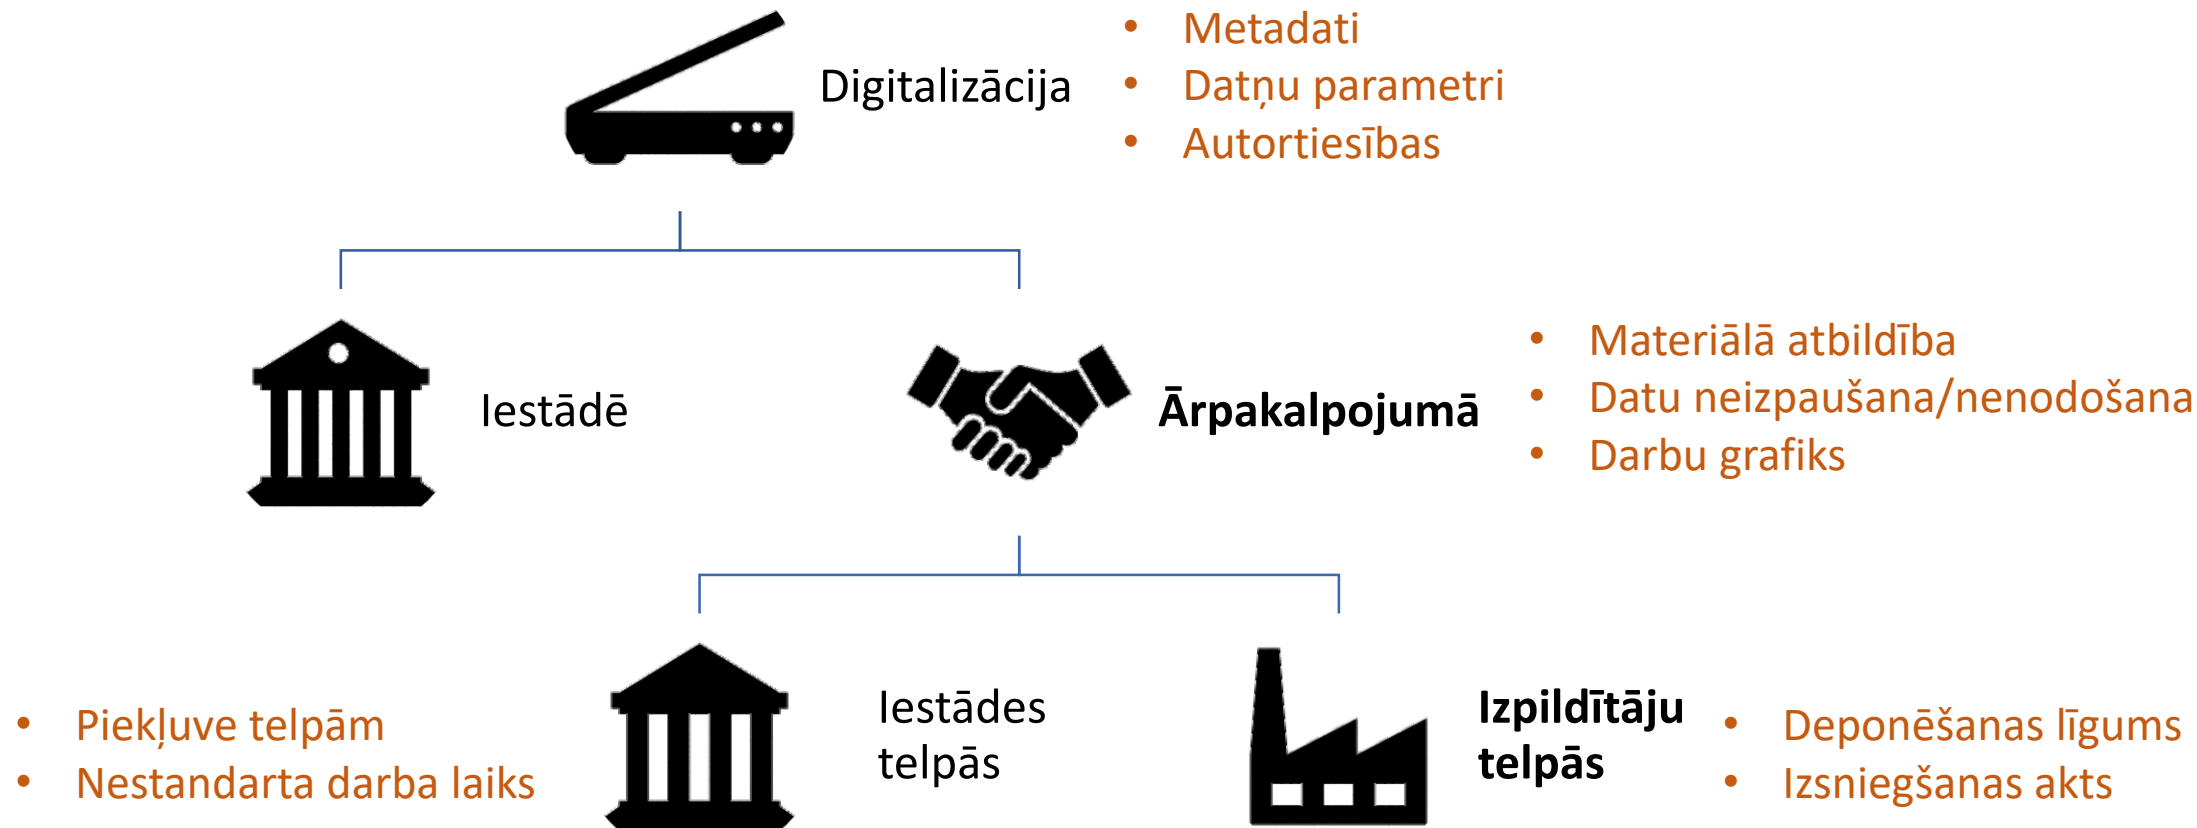 Digitalizācija
• Metadati
• Datņu parametri
• Autortiesības
Iestādē
Ārpakalpojumā
• Materiālā atbildība
• Datu neizpaušana/nenodošana
• Darbu grafiks
• Piekļuve telpām
• Nestandarta darba laiks
Iestādes
telpās
Izpildītāju
telpās
• Deponēšanas līgums
• Izsniegšanas akts